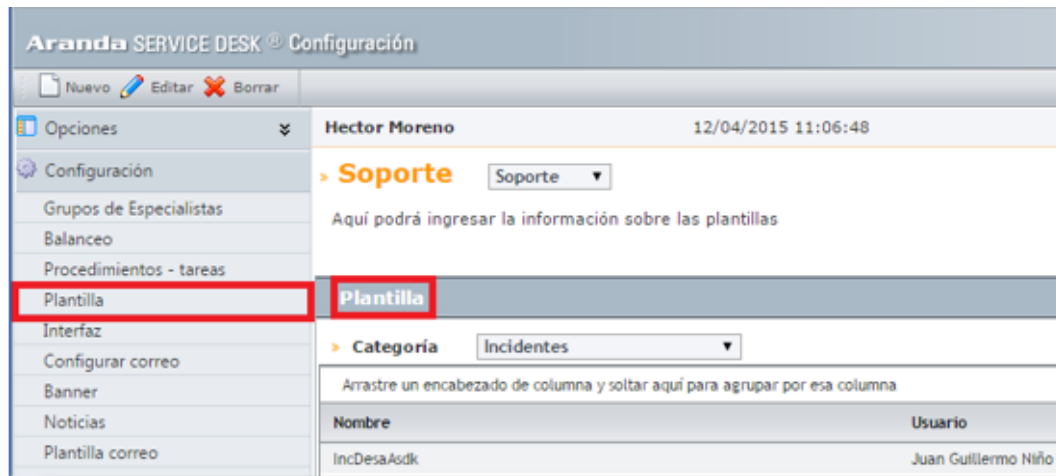 Aranda SERVICE DESK ® Configuración
Nuevo Editar Borrar
Opciones
Hector Moreno 12/04/2015 11:06:48
Configuración
Soporte Soporte
Grupos de Especialistas
Aquí podrá ingresar la información sobre las plantillas
Balanceo
Procedimientos - tareas
Plantilla
Plantilla
Interfaz
Categoría Incidentes
Configurar correo
Arrastre un encabezado de columna y soltar aquí para agrupar por esa columna
Banner
Noticias
Nombre Usuario
Plantilla correo
IncDesaAsdk Juan Guillermo Niño